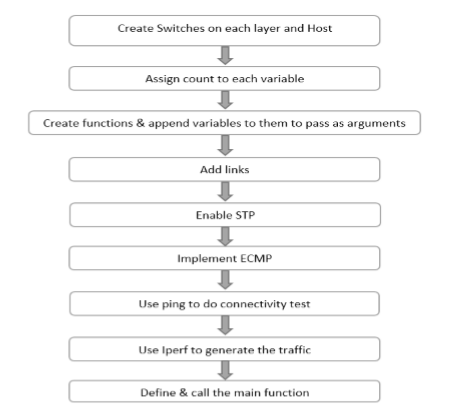 Create Switches on each layer and Host
Assign count to each variable
Create functions & append variables to them to pass as arguments
Add links
Enable STP
Implement ECMP
Use ping to do connectivity test
Use Iperf to generate the traffic
Define & call the main function